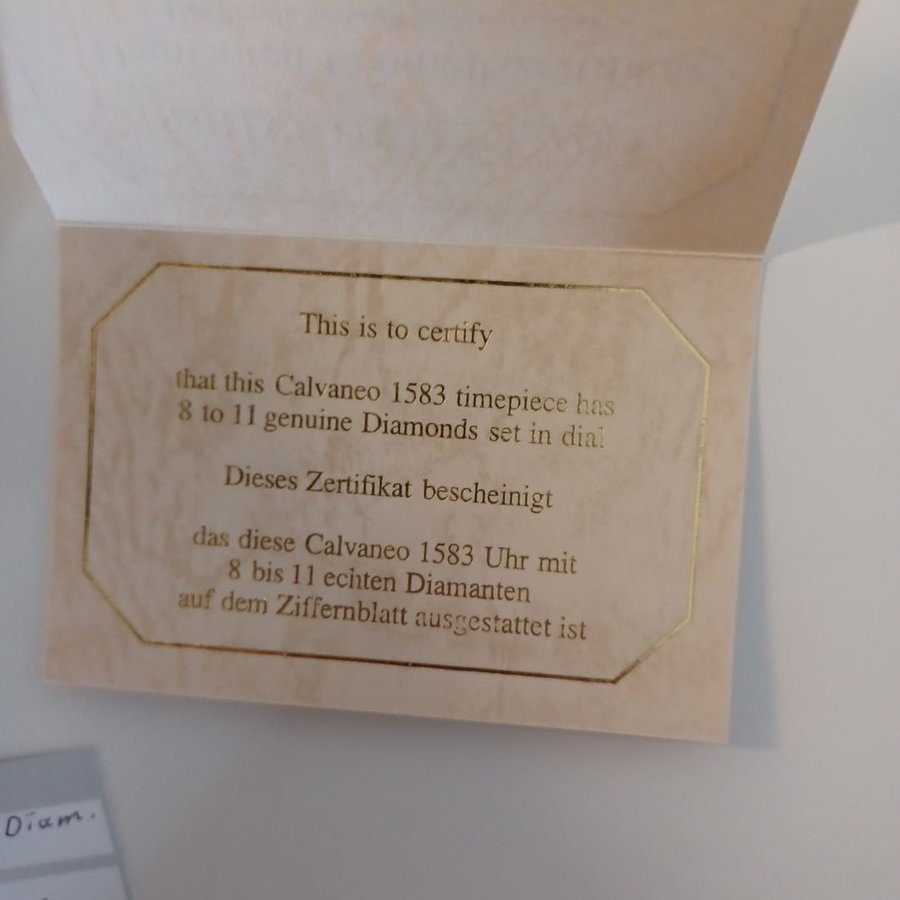 This is to certify
that this Calvaneo 1583 timepiece has
8 to 11 genuine Diamonds set in dial
Dieses Zertifikat bescheinigt
das diese Calvaneo 1583 Uhr mit
8 bis 11 echten Diamanten
auf dem Ziffernblatt ausgestattet ist
Diam.